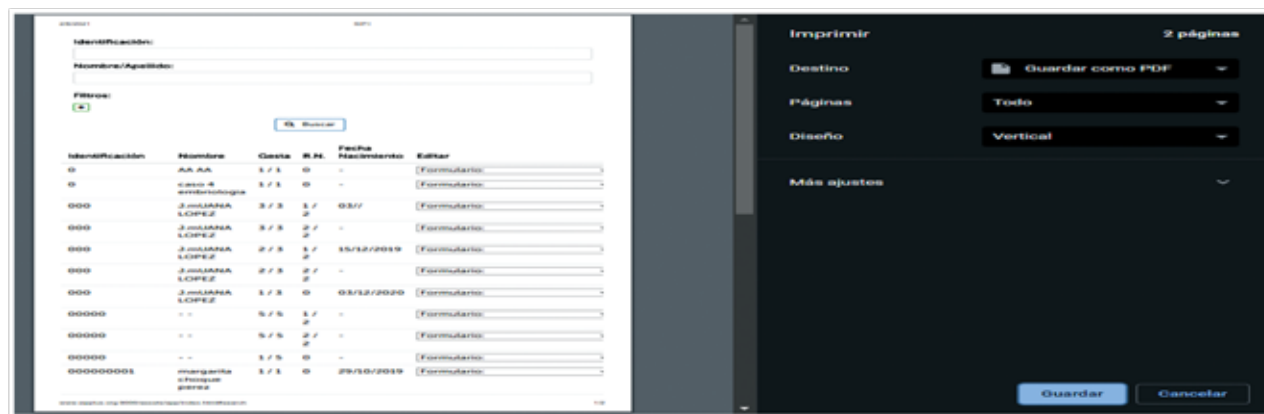 Identificación:
Nombre/Apellido:
Filtros:
+
Buscar
Identificación Nombre Gesta R.N. Fecha Nacimiento Editar
0 AA AA 1 / 1 0 - [Formulario:
0 caso 4 embriologia 1 / 1 0 - [Formulario:
000 J.mUANA LOPEZ 3 / 3 1 / 2 03// [Formulario:
000 J.mUANA LOPEZ 3 / 3 2 / 2 - [Formulario:
000 J.mUANA LOPEZ 2 / 3 1 / 2 15/12/2019 [Formulario:
000 J.mUANA LOPEZ 2 / 3 2 / 2 - [Formulario:
000 J.mUANA LOPEZ 1 / 3 0 03/12/2020 [Formulario:
00000 - - 5 / 5 1 / 2 - [Formulario:
00000 - - 5 / 5 2 / 2 - [Formulario:
00000 - - 1 / 5 0 - [Formulario:
000000001 margarita choque perez 1 / 1 0 29/10/2019 [Formulario:
Imprimir 2 páginas
Destino Guardar como PDF
Páginas Todo
Diseño Vertical
Más ajustes
Guardar Cancelar